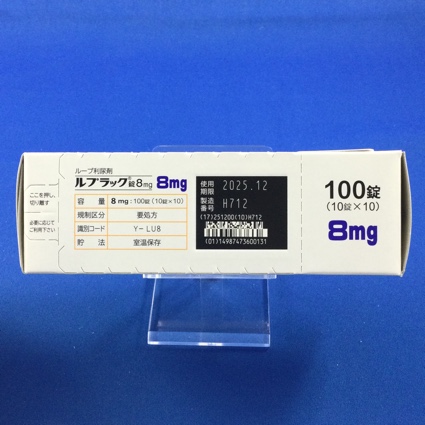 ここを押し、
切り離す
必要に応じて
ご利用下さい
ループ利尿剤
ルプラック®錠8mg 8mg
容量 8mg:100錠(10錠×10)
規制区分 要処方
識別コード Y-LU8
貯法 室温保存
使用期限 2025.12
製造番号 H712
(17)251200(10)H712
(01)14987473600131
100錠
(10錠×10)
8mg